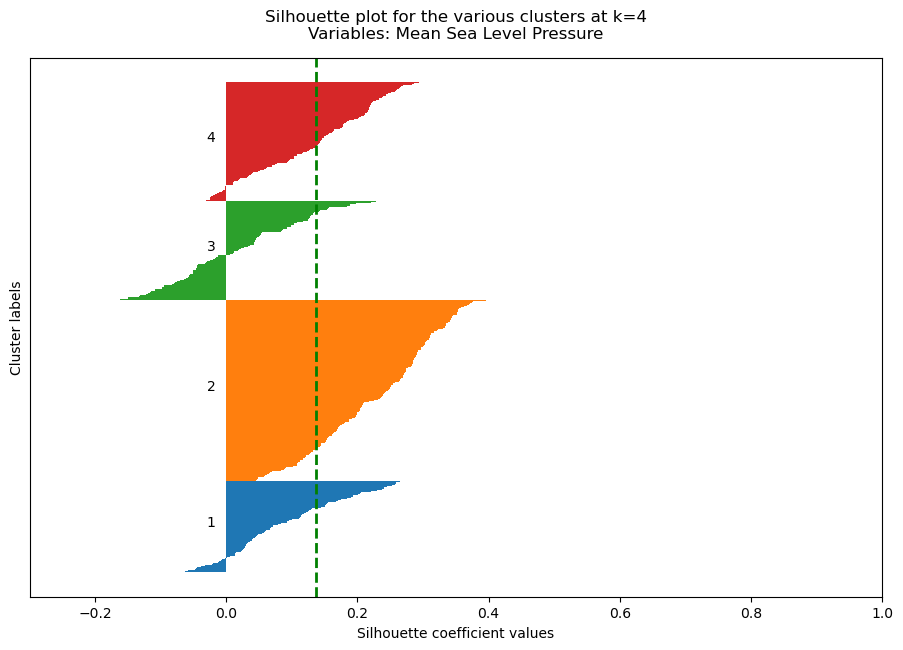 Silhouette plot for the various clusters at k=4
Variables: Mean Sea Level Pressure
Cluster labels
4
3
2
1
−0.2
0.0
0.2
0.4
0.6
0.8
1.0
Silhouette coefficient values